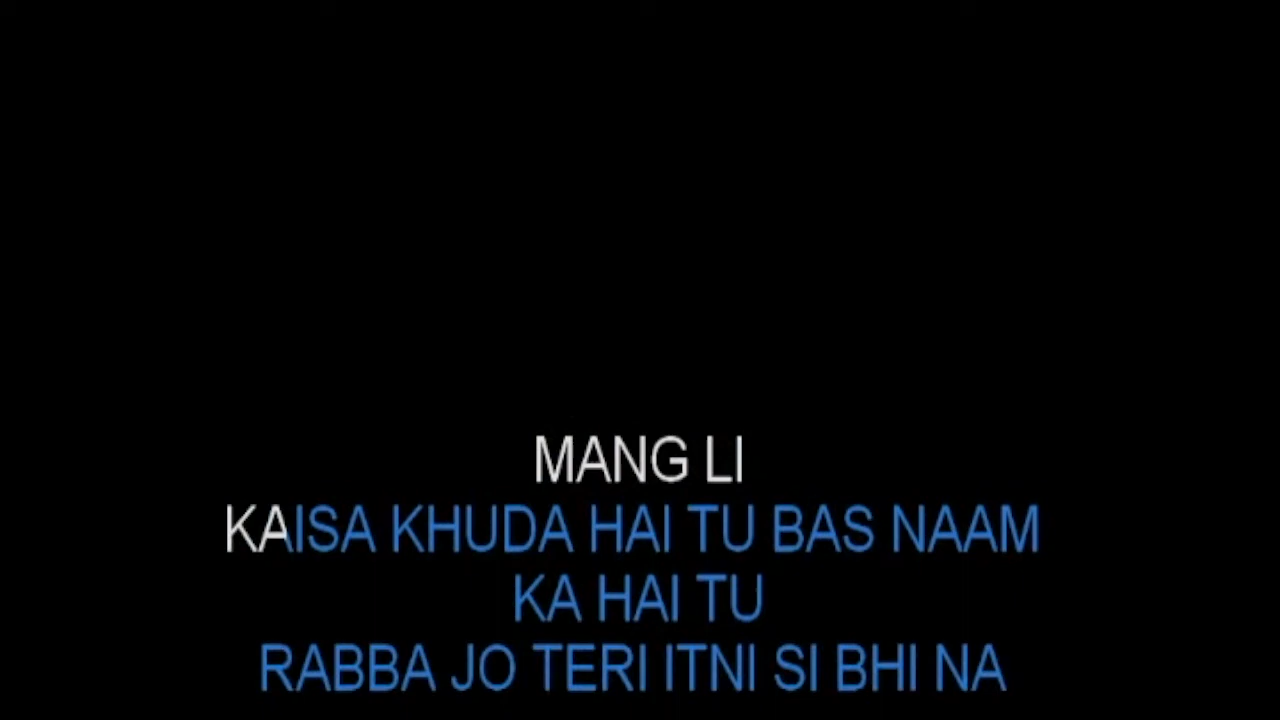 MANG LI
KAISA KHUDA HAI TU BAS NAAM
KA HAI TU
RABBA JO TERI ITNI SI BHI NA